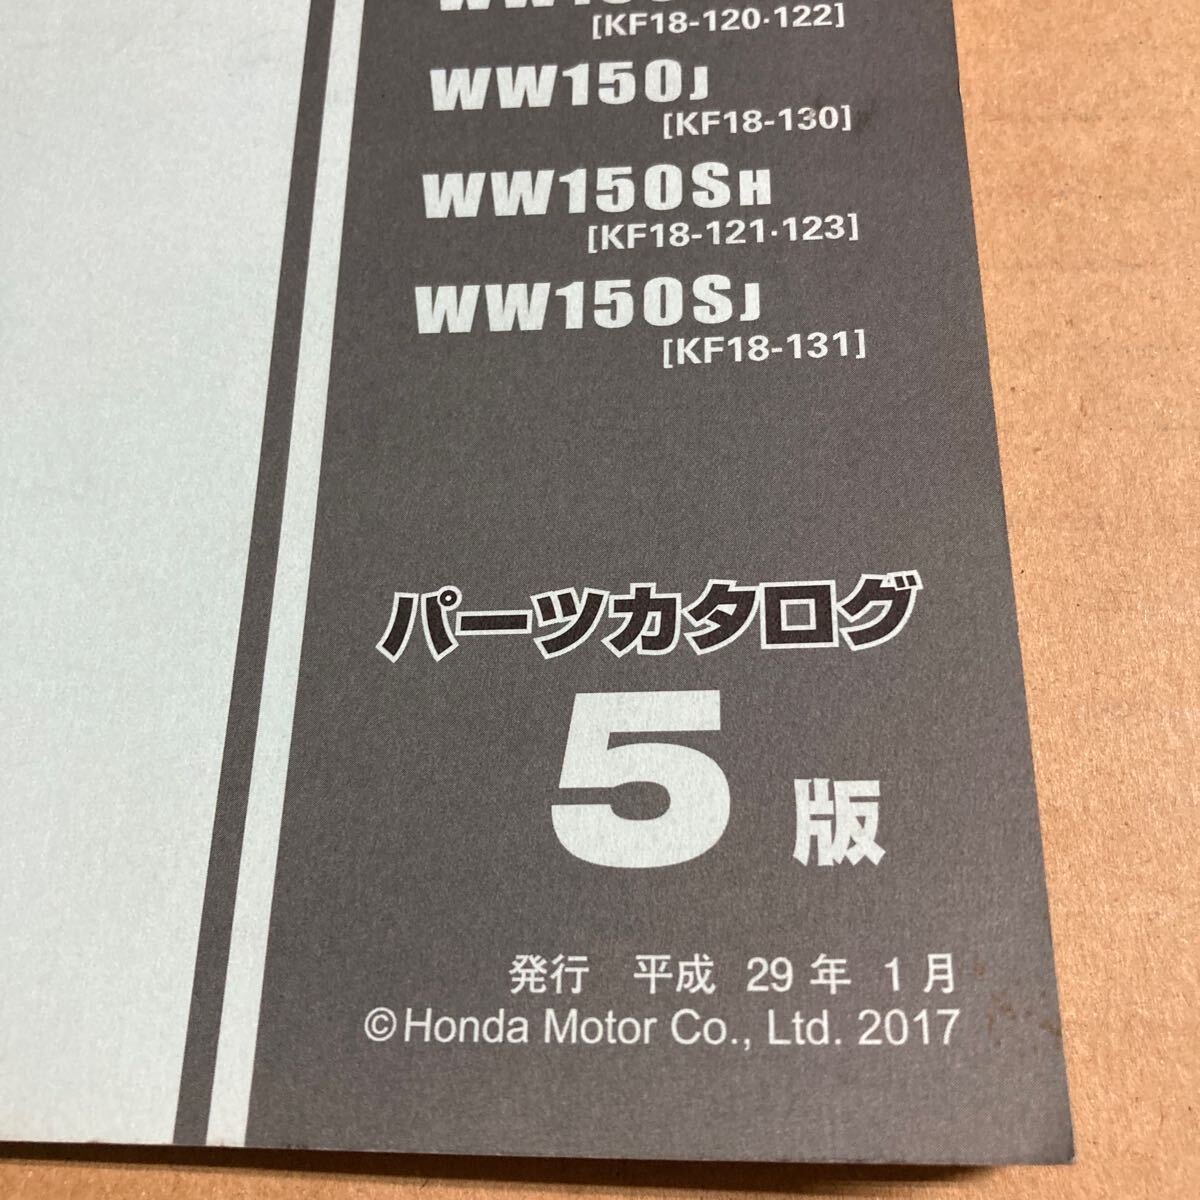 [KF18-120·122]
WW150J
[KF18-130]
WW150SH
[KF18-121·123]
WW150SJ
[KF18-131]
パーツカタログ
5 版
発行 平成 29 年 1 月
©Honda Motor Co., Ltd. 2017